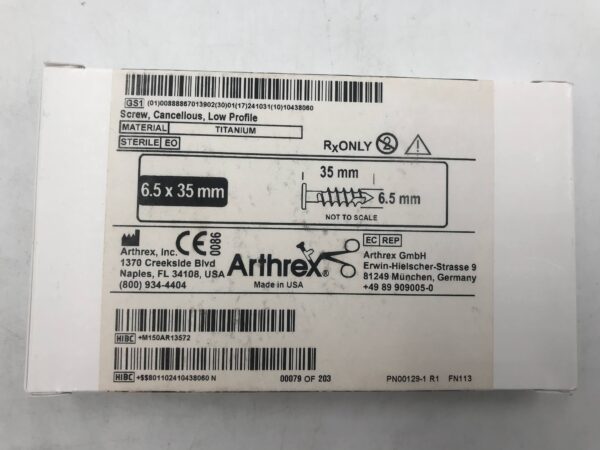 GS1 (01)00888867013902(30)01(17)241031(10)10438060
Screw, Cancellous, Low Profile
MATERIAL TITANIUM
STERILE EO
RxONLY 2
6.5 x 35 mm
35 mm
6.5 mm
NOT TO SCALE
CE 0086
EC REP
Arthrex, Inc.
1370 Creekside Blvd
Naples, FL 34108, USA
(800) 934-4404
Arthrex®
Made in USA
Arthrex GmbH
Erwin-Hielscher-Strasse 9
81249 München, Germany
+49 89 909005-0
HIBC +M150AR13572
HIBC +$$801102410438060 N
00079 OF 203
PN00129-1 R1 FN113